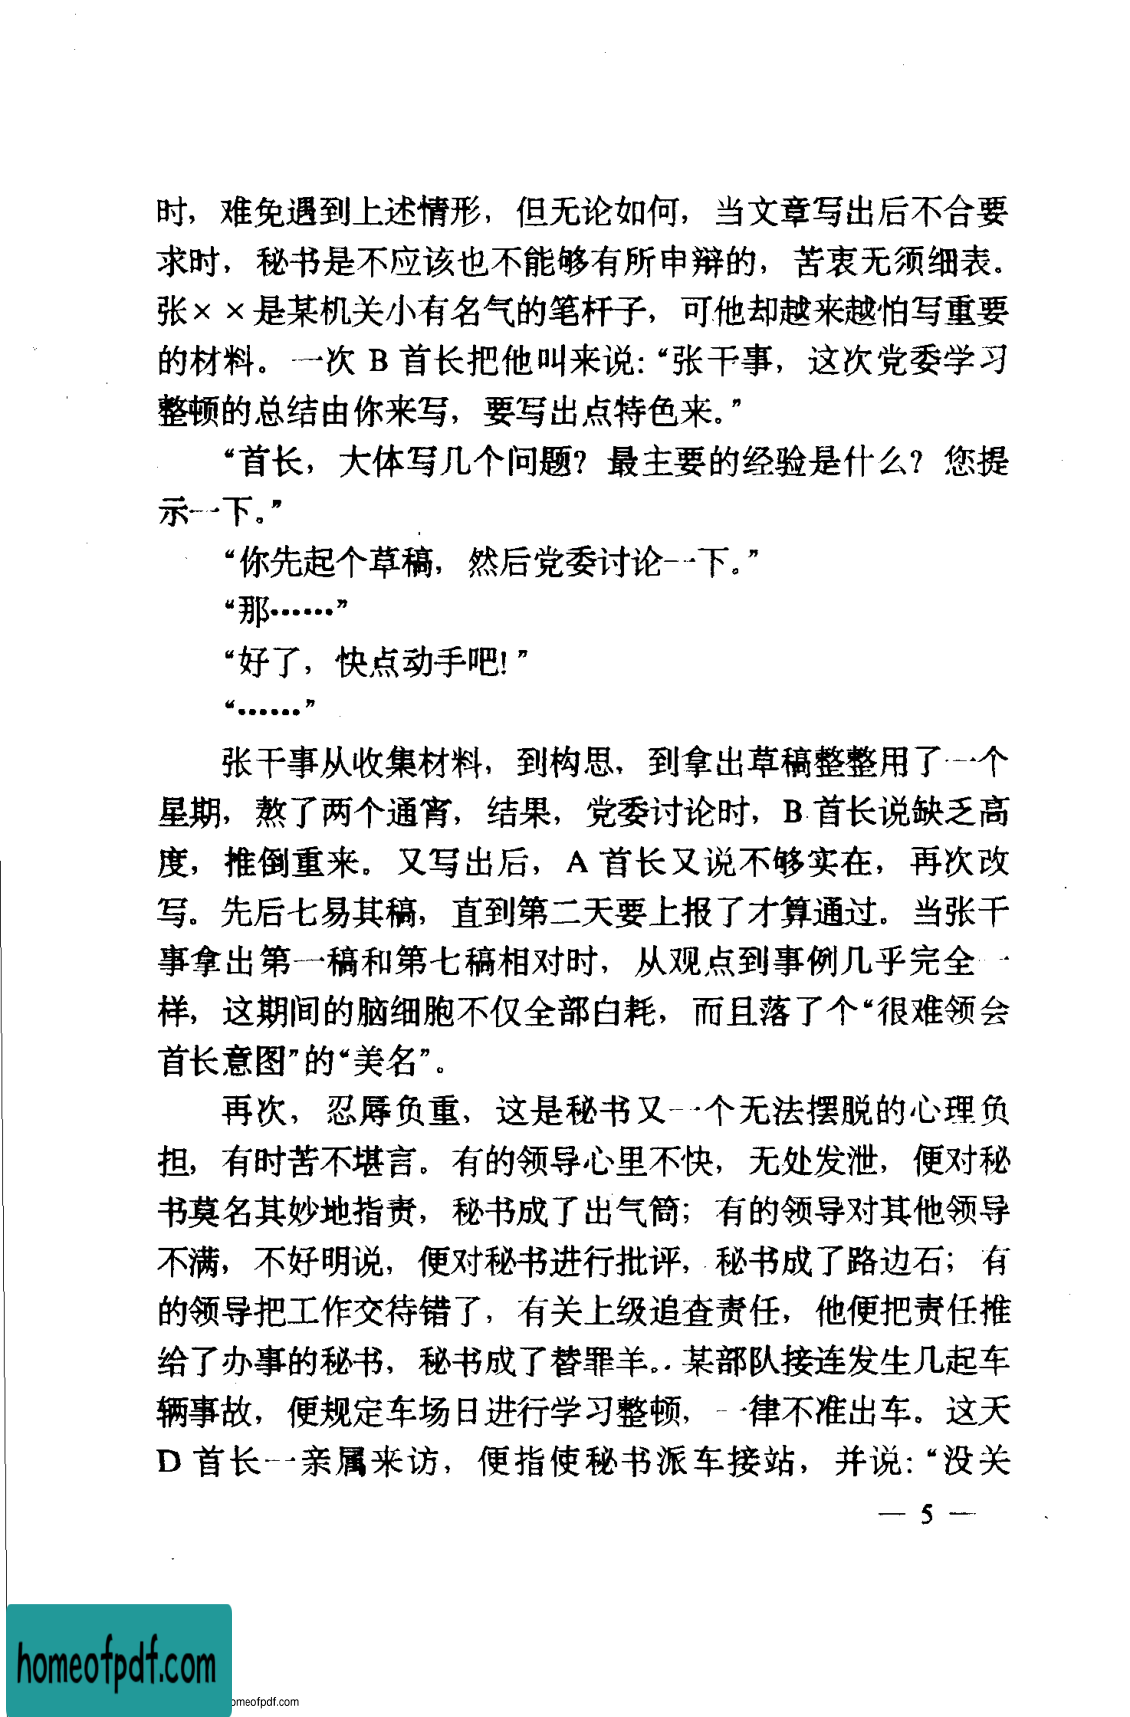 时，难免遇到上述情形，但无论如何，当文章写出后不合要
求时，秘书是不应该也不能够有所申辩的，苦衷无须细表。
张××是某机关小有名气的笔杆子，可他却越来越怕写重要
的材料。一次 B 首长把他叫来说：“张干事，这次党委学习
整顿的总结由你来写，要写出点特色来。”
“首长，大体写几个问题？最主要的经验是什么？您提
示一下。”
“你先起个草稿，然后党委讨论一下。”
“那……”
“好了，快点动手吧！”
“……”
张干事从收集材料，到构思，到拿出草稿整整用了一个
星期，熬了两个通宵，结果，党委讨论时，B 首长说缺乏高
度，推倒重来。又写出后，A 首长又说不够实在，再次改
写。先后七易其稿，直到第二天要上报了才算通过。当张干
事拿出第一稿和第七稿相对时，从观点到事例几乎完全一
样，这期间的脑细胞不仅全部白耗，而且落了个“很难领会
首长意图”的“美名”。
再次，忍辱负重，这是秘书又一个无法摆脱的心理负
担，有时苦不堪言。有的领导心里不快，无处发泄，便对秘
书莫名其妙地指责，秘书成了出气筒；有的领导对其他领导
不满，不好明说，便对秘书进行批评，秘书成了路边石；有
的领导把工作交待错了，有关上级追查责任，他便把责任推
给了办事的秘书，秘书成了替罪羊。某部队接连发生几起车
辆事故，便规定车场日进行学习整顿，一律不准出车。这天
D 首长一亲属来访，便指使秘书派车接站，并说：“没关
— 5 —
homeofpdf.com
omeofpdf.com